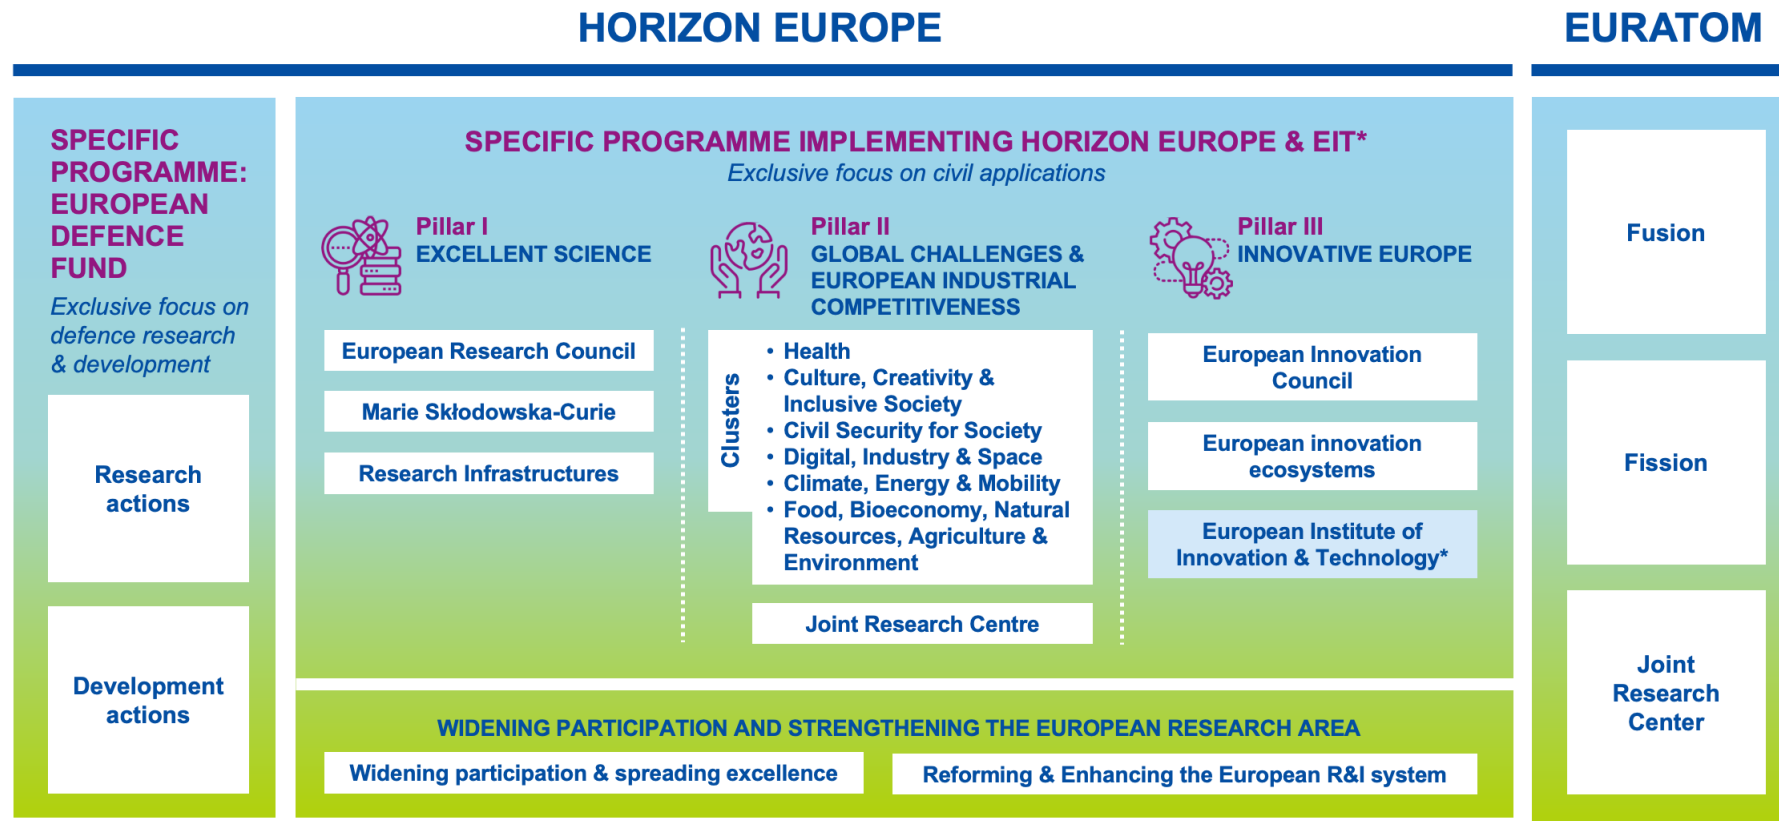 HORIZON EUROPE
EURATOM
SPECIFIC
PROGRAMME:
EUROPEAN
DEFENCE
FUND
Exclusive focus on
defence research
& development
Research
actions
Development
actions
SPECIFIC PROGRAMME IMPLEMENTING HORIZON EUROPE & EIT*
Exclusive focus on civil applications
Pillar I
EXCELLENT SCIENCE
European Research Council
Marie Skłodowska-Curie
Research Infrastructures
Pillar II
GLOBAL CHALLENGES &
EUROPEAN INDUSTRIAL
COMPETITIVENESS
Clusters
• Health
• Culture, Creativity &
Inclusive Society
• Civil Security for Society
• Digital, Industry & Space
• Climate, Energy & Mobility
• Food, Bioeconomy, Natural
Resources, Agriculture &
Environment
Joint Research Centre
Pillar III
INNOVATIVE EUROPE
European Innovation
Council
European innovation
ecosystems
European Institute of
Innovation & Technology*
WIDENING PARTICIPATION AND STRENGTHENING THE EUROPEAN RESEARCH AREA
Widening participation & spreading excellence
Reforming & Enhancing the European R&I system
Fusion
Fission
Joint
Research
Center